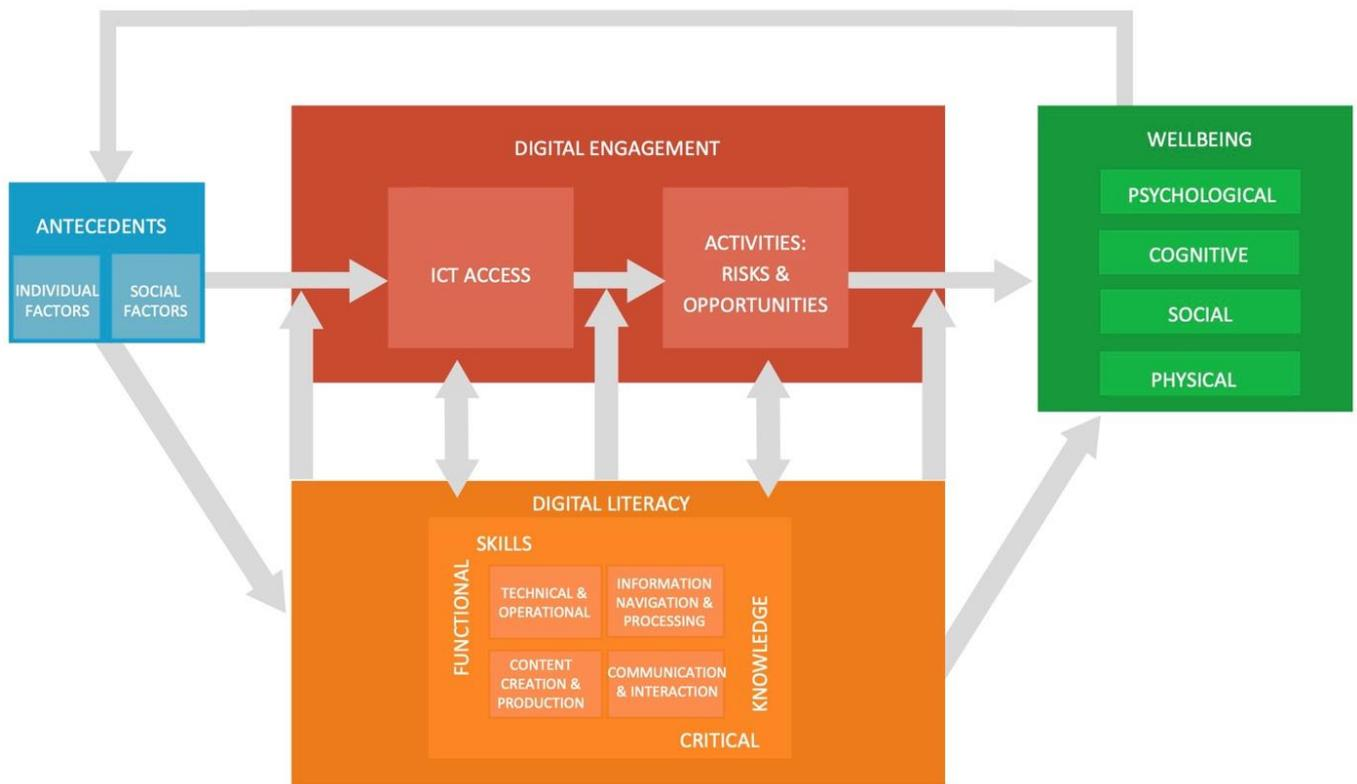 DIGITAL ENGAGEMENT
WELLBEING
PSYCHOLOGICAL
COGNITIVE
SOCIAL
PHYSICAL
ANTECEDENTS
INDIVIDUAL
FACTORS
SOCIAL
FACTORS
ICT ACCESS
ACTIVITIES:
RISKS &
OPPORTUNITIES
DIGITAL LITERACY
SKILLS
FUNCTIONAL
TECHNICAL &
OPERATIONAL
INFORMATION
NAVIGATION &
PROCESSING
CONTENT
CREATION &
PRODUCTION
COMMUNICATION
& INTERACTION
KNOWLEDGE
CRITICAL